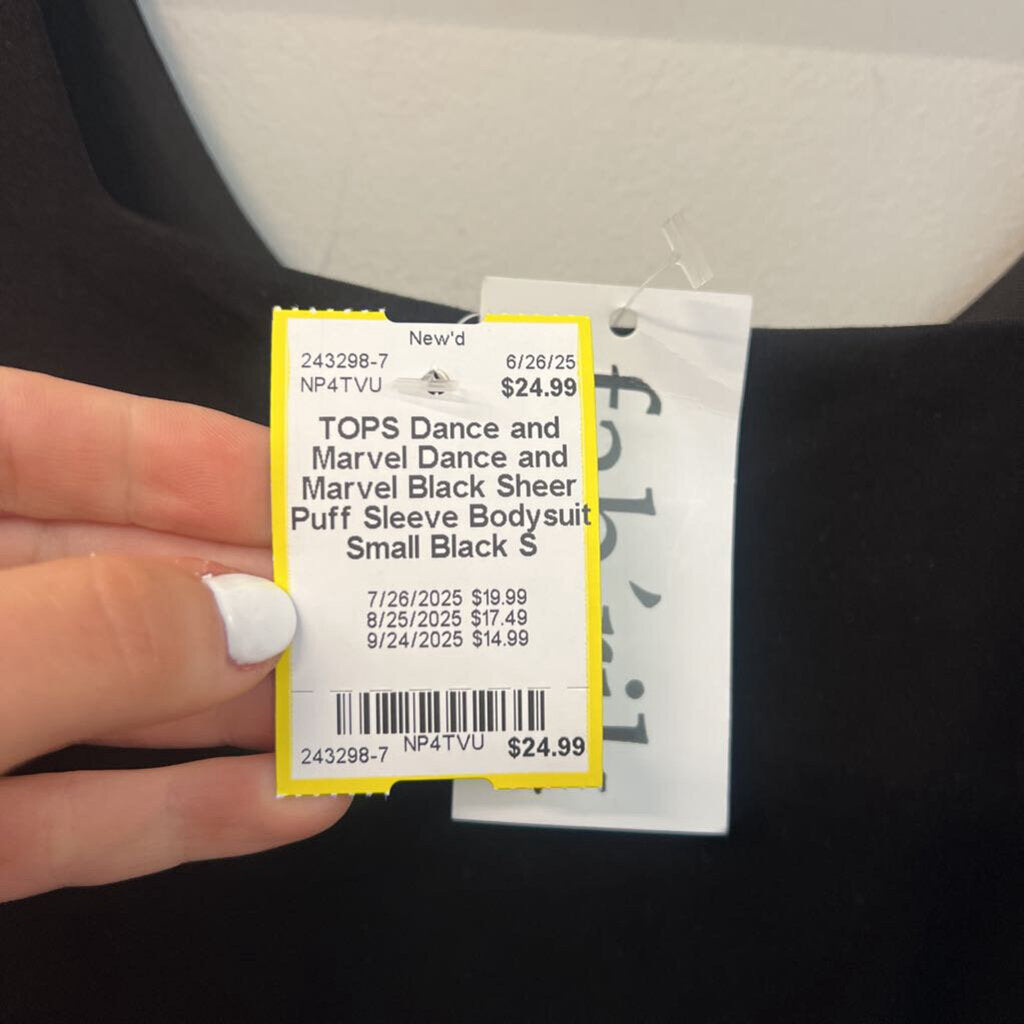 New'd
243298-7 6/26/25
NP4TVU $24.99
TOPS Dance and
Marvel Dance and
Marvel Black Sheer
Puff Sleeve Bodysuit
Small Black S
7/26/2025 $19.99
8/25/2025 $17.49
9/24/2025 $14.99
243298-7 NP4TVU $24.99